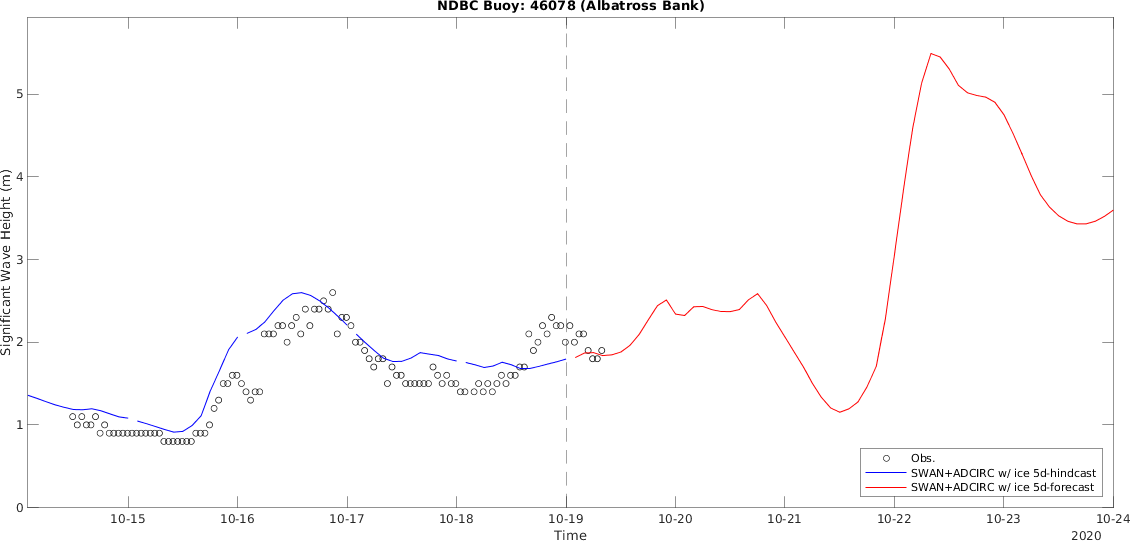 NDBC Buoy: 46078 (Albatross Bank)
Significant Wave Height (m)
5
4
3
2
1
0
Obs.
SWAN+ADCIRC w/ ice 5d-hindcast
SWAN+ADCIRC w/ ice 5d-forecast
10-15 10-16 10-17 10-18 10-19 10-20 10-21 10-22 10-23 10-24
Time
2020